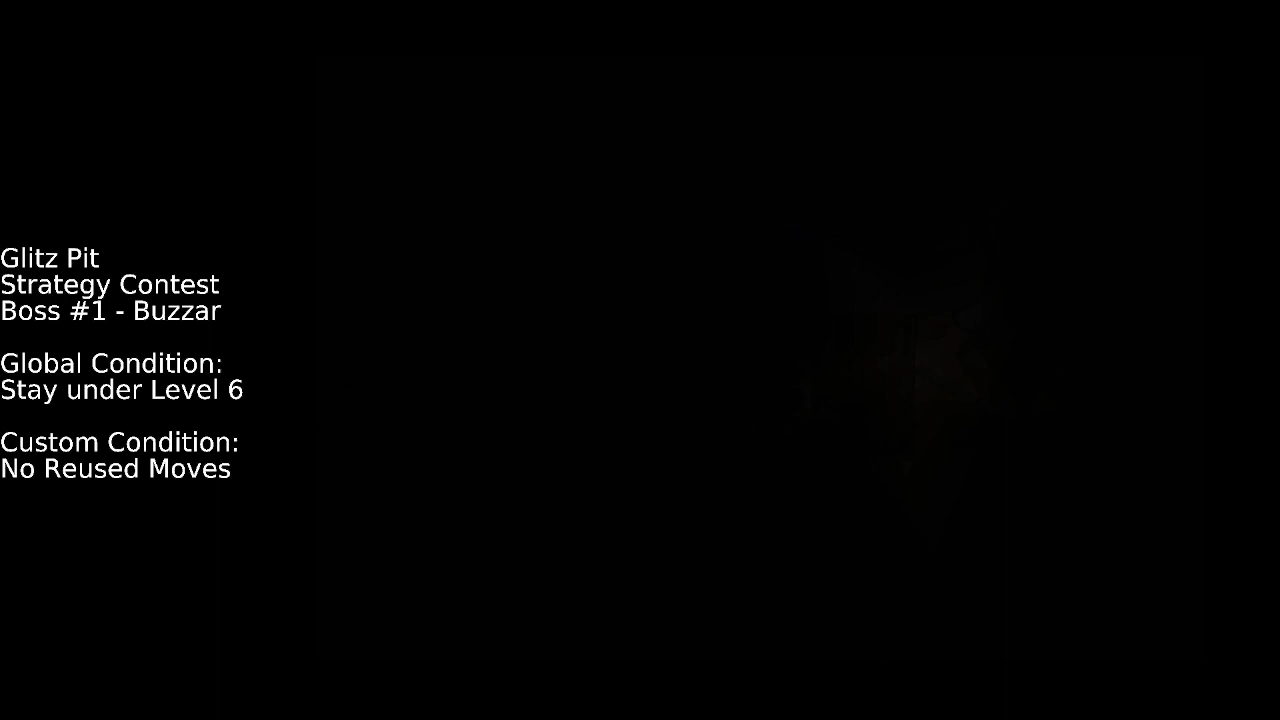 Glitz Pit
Strategy Contest
Boss #1 - Buzzar
Global Condition:
Stay under Level 6
Custom Condition:
No Reused Moves